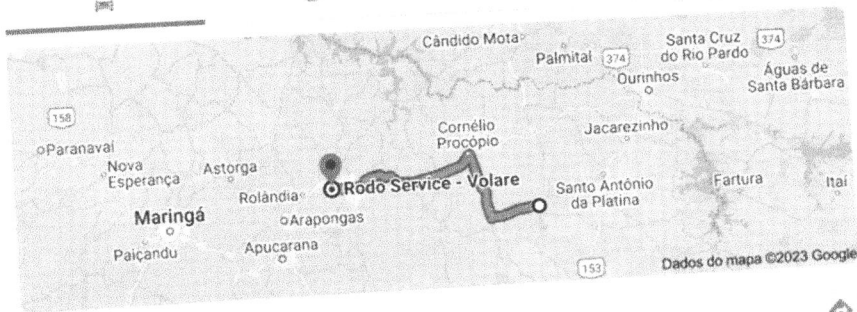 Cândido Mota
Palmital
374
Santa Cruz
do Rio Pardo
374
Ourinhos
Águas de
Santa Bárbara
158
Paranavaí
Nova
Esperança
Astorga
Cornélio
Procópio
Jacarezinho
Rolândia
Rodo Service - Volare
Santo Antônio
da Platina
Fartura
Itaí
Maringá
Arapongas
Paiçandu
Apucarana
153
Dados do mapa ©2023 Google